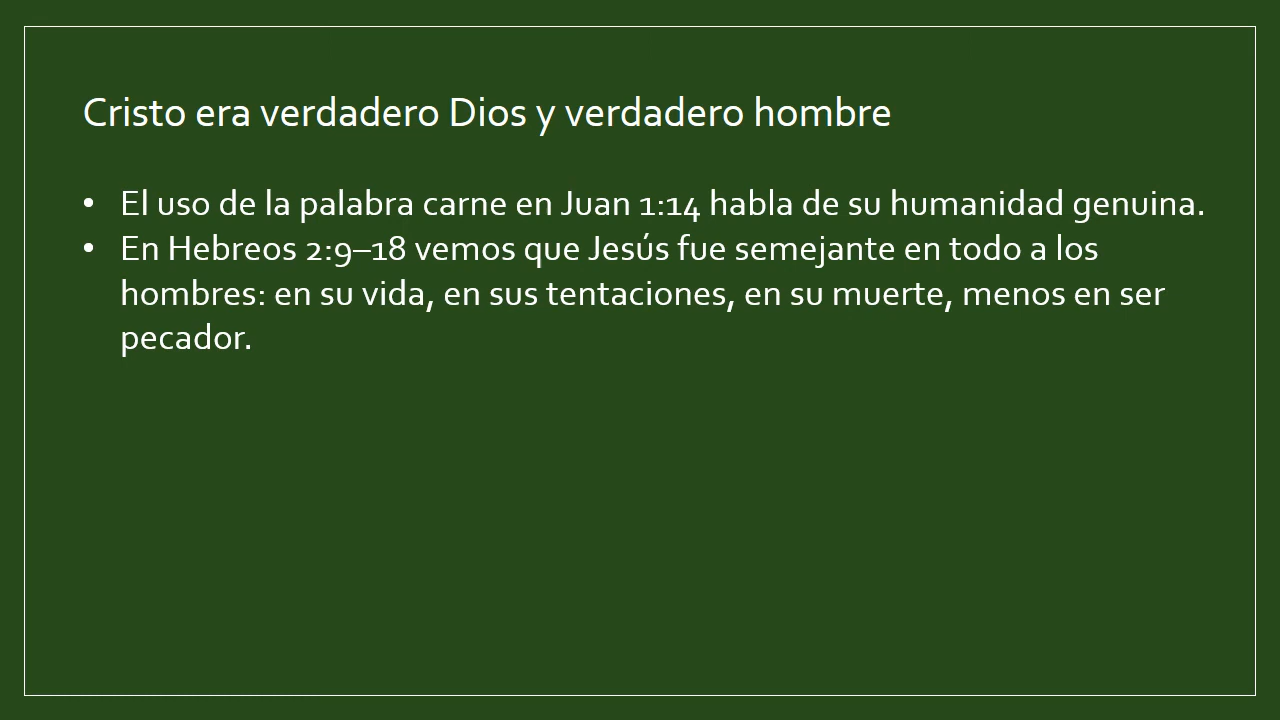 Cristo era verdadero Dios y verdadero hombre
• El uso de la palabra carne en Juan 1:14 habla de su humanidad genuina.
• En Hebreos 2:9–18 vemos que Jesús fue semejante en todo a los
hombres: en su vida, en sus tentaciones, en su muerte, menos en ser
pecador.